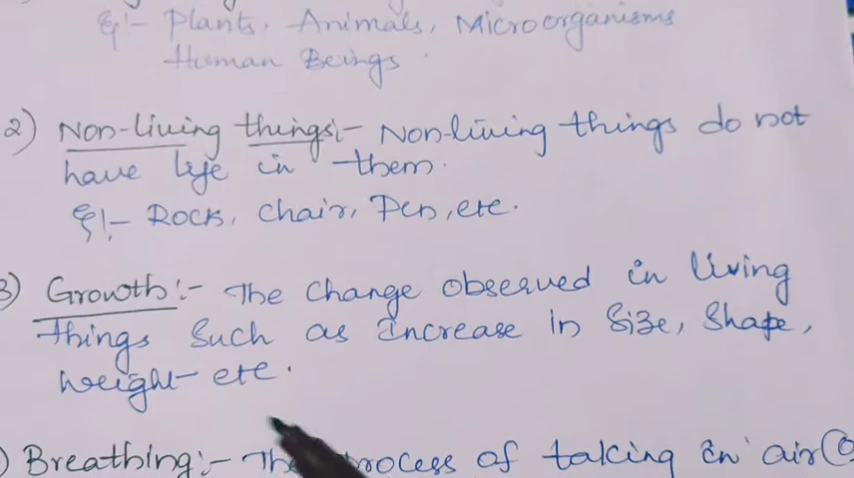 Eg:- Plants, Animals, Microorganisms
Human Beings
2) Non-living things:- Non-living things do not
have life in them.
Eg:- Rock, Chair, Pen, etc.
3) Growth:- The change observed in living
things such as increase in size, shape,
weight etc.
) Breathing:- The process of taking in air